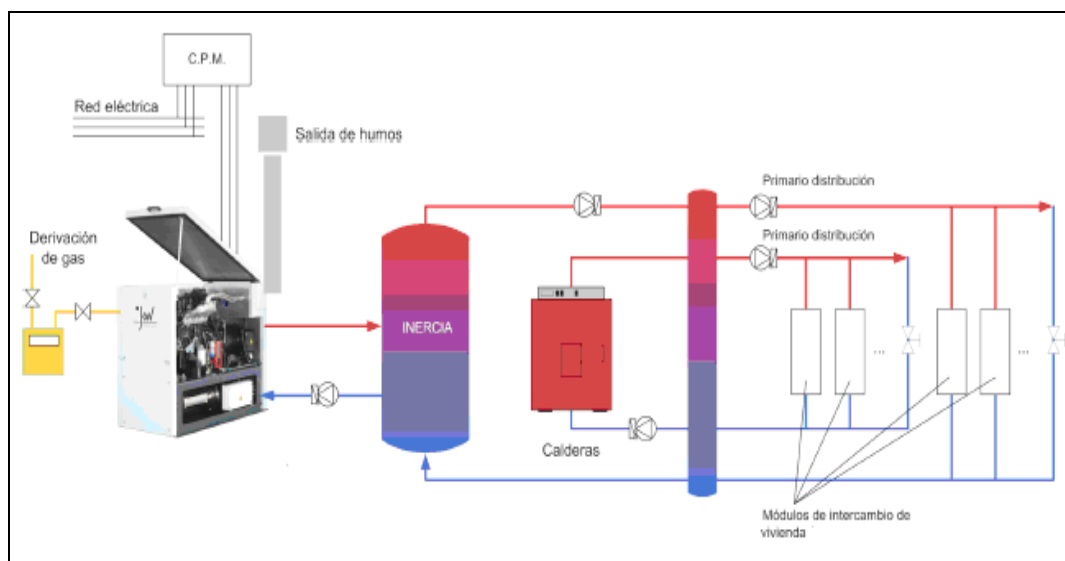 C.P.M.
Red eléctrica
Salida de humos
Derivación
de gas
INERCIA
Calderas
Primario distribución
Primario distribución
...
...
Módulos de intercambio de
vivienda